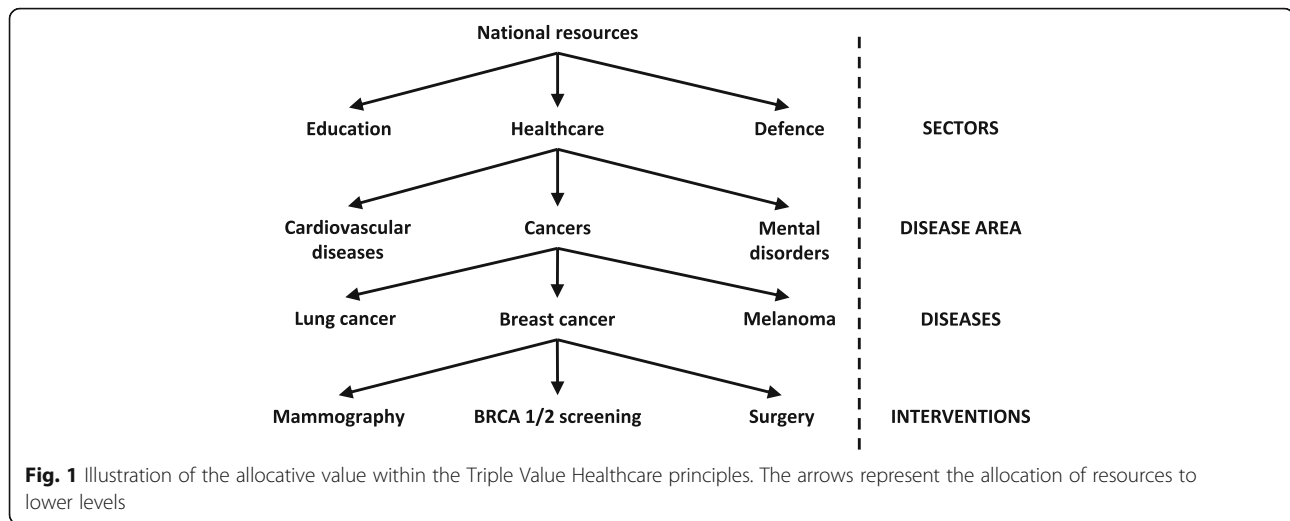 National resources
Education Healthcare Defence SECTORS
Cardiovascular diseases Cancers Mental disorders DISEASE AREA
Lung cancer Breast cancer Melanoma DISEASES
Mammography BRCA 1/2 screening Surgery INTERVENTIONS
Fig. 1 Illustration of the allocative value within the Triple Value Healthcare principles. The arrows represent the allocation of resources to
lower levels